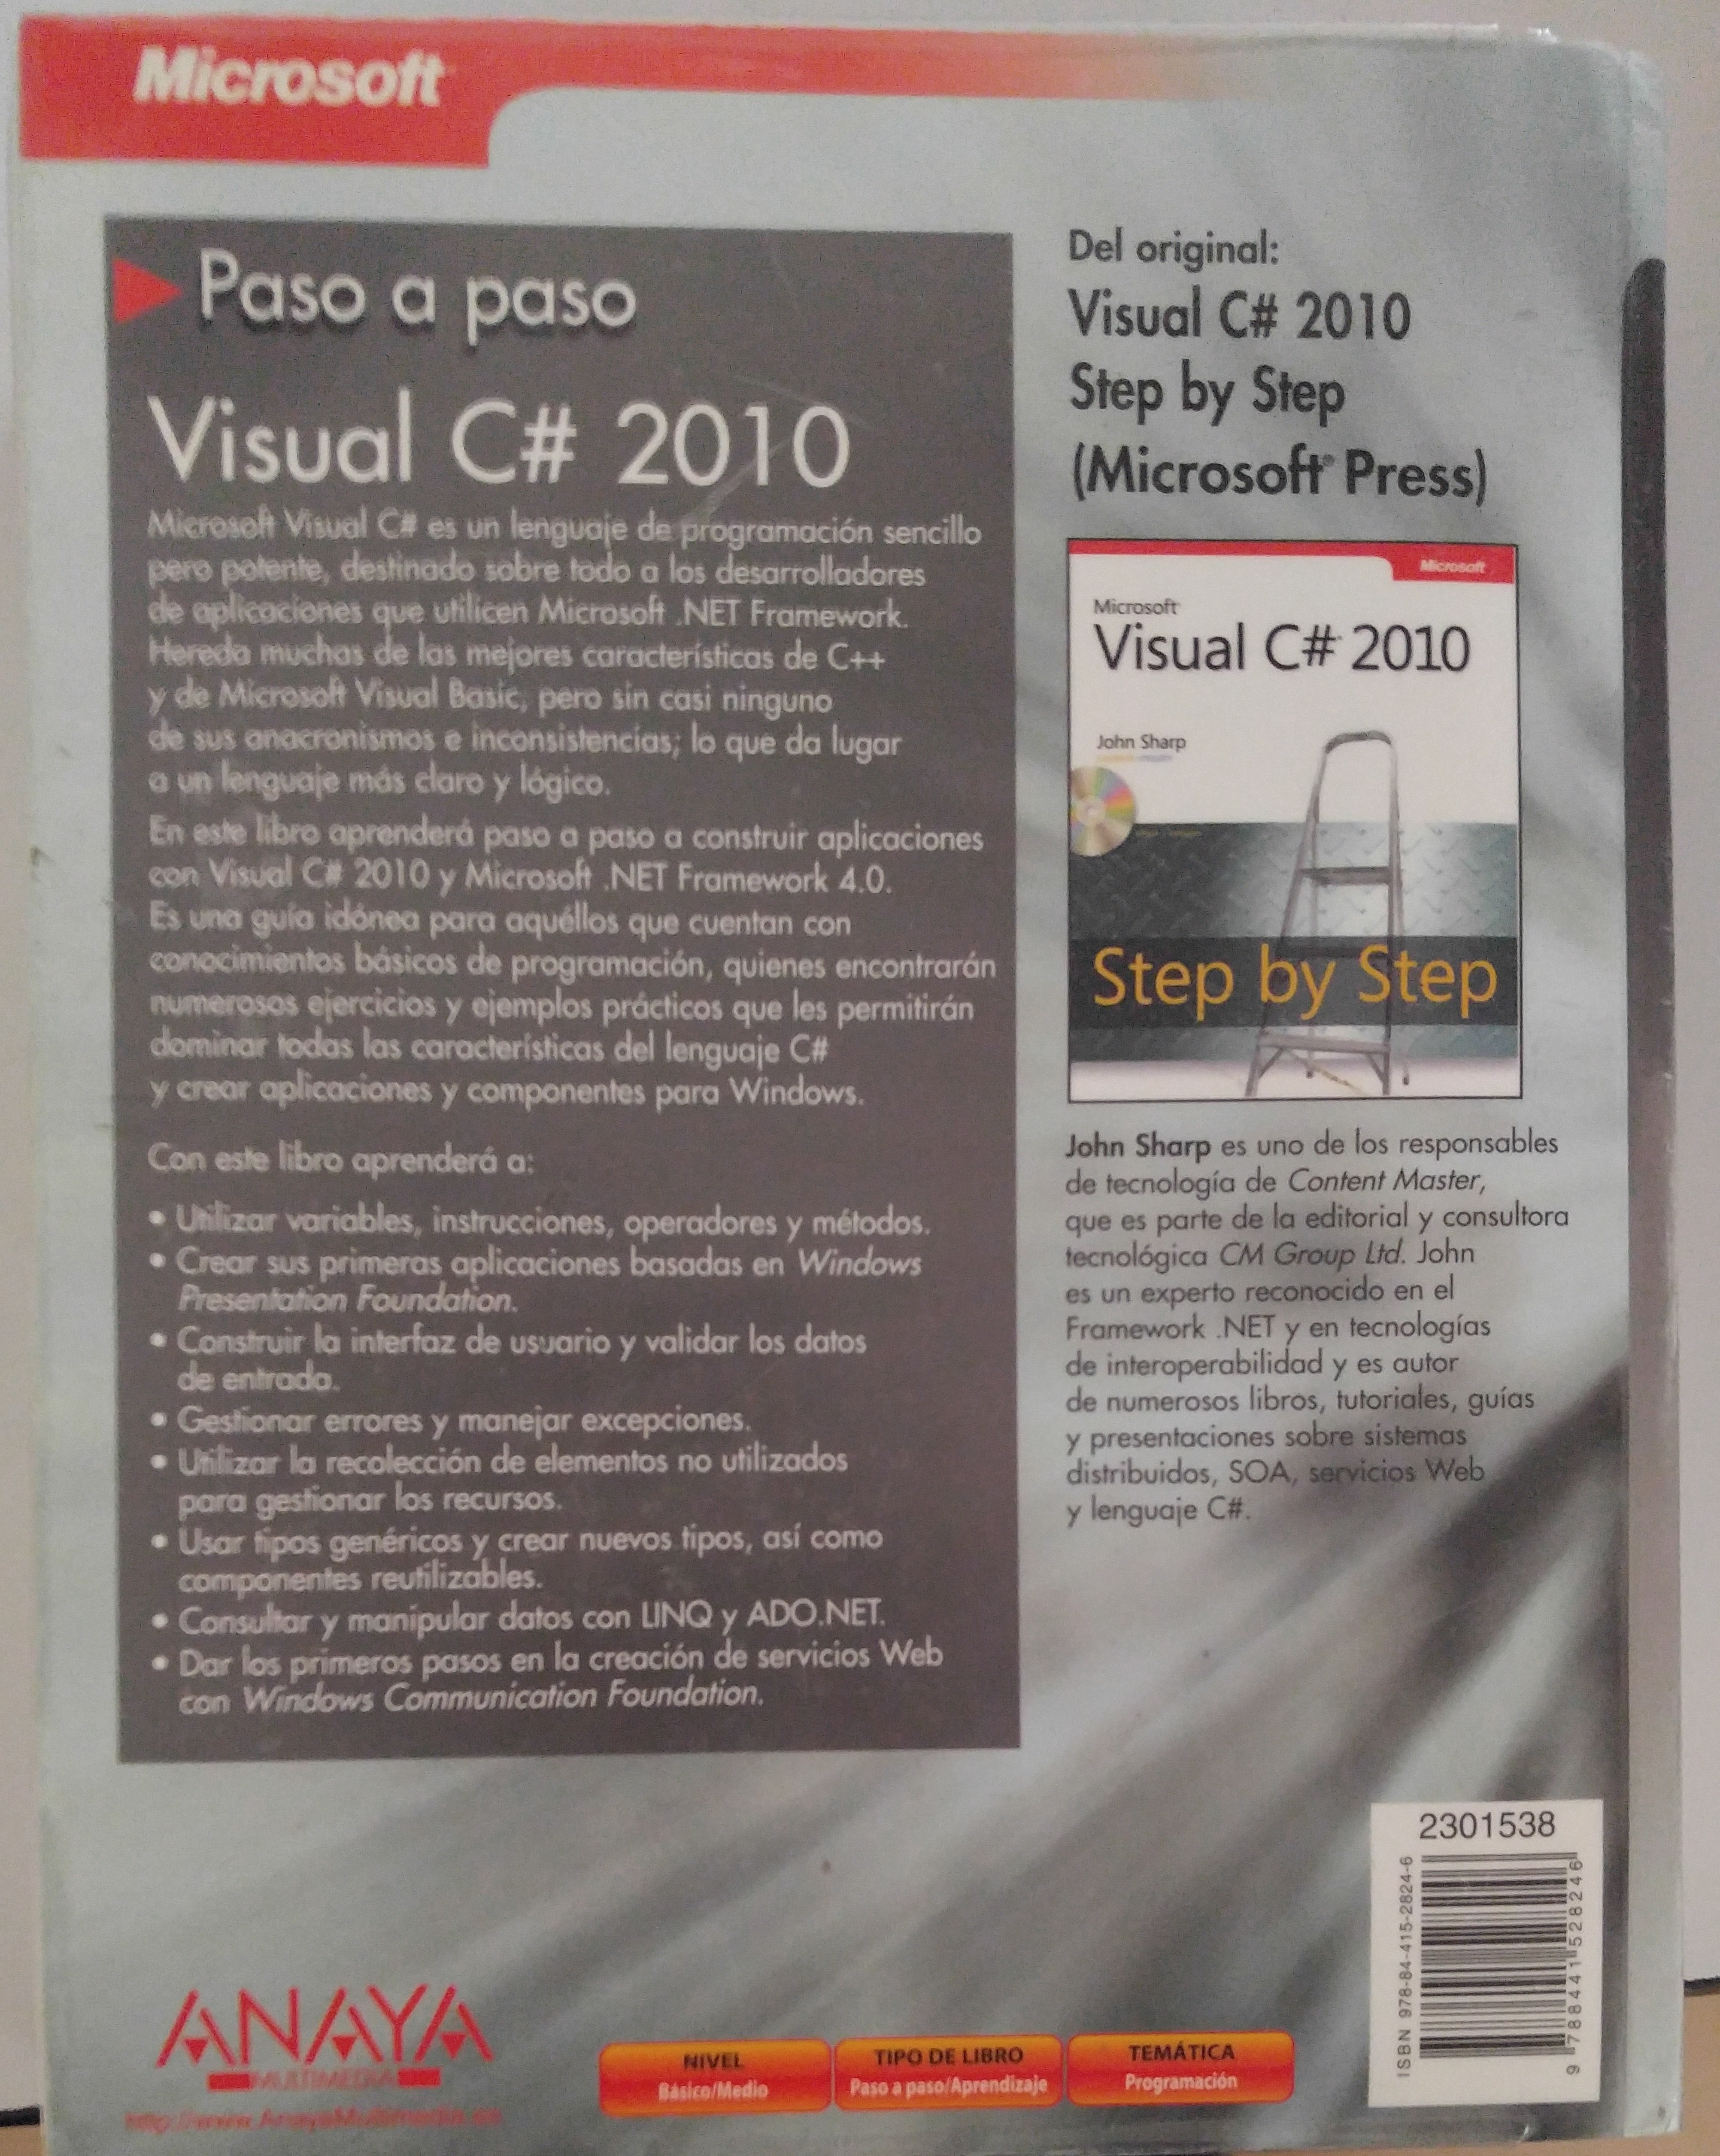 Microsoft
Paso a paso
Visual C# 2010
Microsoft Visual C# es un lenguaje de programación sencillo
pero potente, destinado sobre todo a los desarrolladores
de aplicaciones que utilicen Microsoft .NET Framework.
Hereda muchas de las mejores características de C++
y de Microsoft Visual Basic, pero sin casi ninguno
de sus anacronismos e inconsistencias; lo que da lugar
a un lenguaje más claro y lógico.
En este libro aprenderá paso a paso a construir aplicaciones
con Visual C# 2010 y Microsoft .NET Framework 4.0.
Es una guía idónea para aquéllos que cuentan con
conocimientos básicos de programación, quienes encontrarán
numerosos ejercicios y ejemplos prácticos que les permitirán
dominar todas las características del lenguaje C#
y crear aplicaciones y componentes para Windows.
Con este libro aprenderá a:
• Utilizar variables, instrucciones, operadores y métodos.
• Crear sus primeras aplicaciones basadas en Windows
Presentation Foundation.
• Construir la interfaz de usuario y validar los datos
de entrada.
• Gestionar errores y manejar excepciones.
• Utilizar la recolección de elementos no utilizados
para gestionar los recursos.
• Usar tipos genéricos y crear nuevos tipos, así como
componentes reutilizables.
• Consultar y manipular datos con LINQ y ADO.NET.
• Dar los primeros pasos en la creación de servicios Web
con Windows Communication Foundation.
Del original:
Visual C# 2010
Step by Step
(Microsoft® Press)
Microsoft
Microsoft
Visual C# 2010
John Sharp
Step by Step
John Sharp es uno de los responsables
de tecnología de Content Master,
que es parte de la editorial y consultora
tecnológica CM Group Ltd. John
es un experto reconocido en el
Framework .NET y en tecnologías
de interoperabilidad y es autor
de numerosos libros, tutoriales, guías
y presentaciones sobre sistemas
distribuidos, SOA, servicios Web
y lenguaje C#.
2301538
ISBN 978-84-415-2824-6
9 788441 528246
ANAYA
MULTIMEDIA
http://www.AnayaMultimedia.es
NIVEL
Básico/Medio
TIPO DE LIBRO
Paso a paso/Aprendizaje
TEMÁTICA
Programación